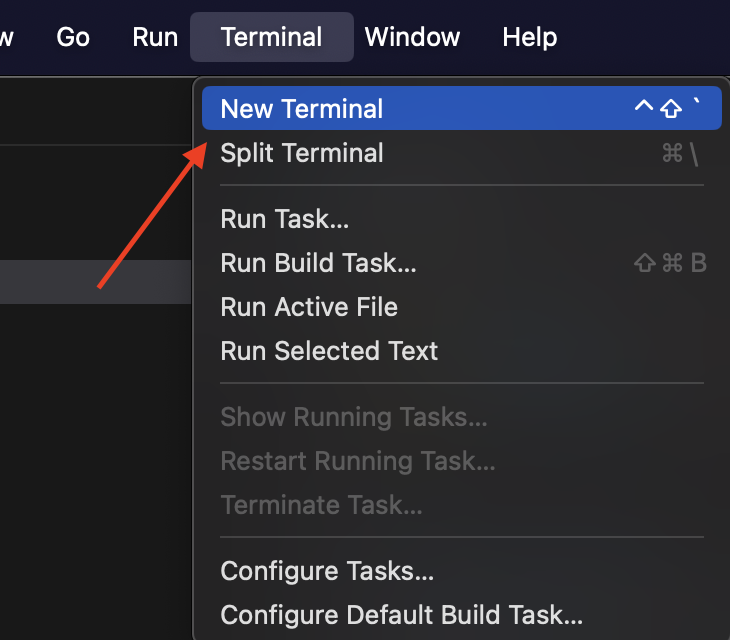 w Go Run Terminal Window Help
New Terminal ^⇧`
Split Terminal ⌘\
Run Task...
Run Build Task... ⇧⌘B
Run Active File
Run Selected Text
Show Running Tasks...
Restart Running Task...
Terminate Task...
Configure Tasks...
Configure Default Build Task...